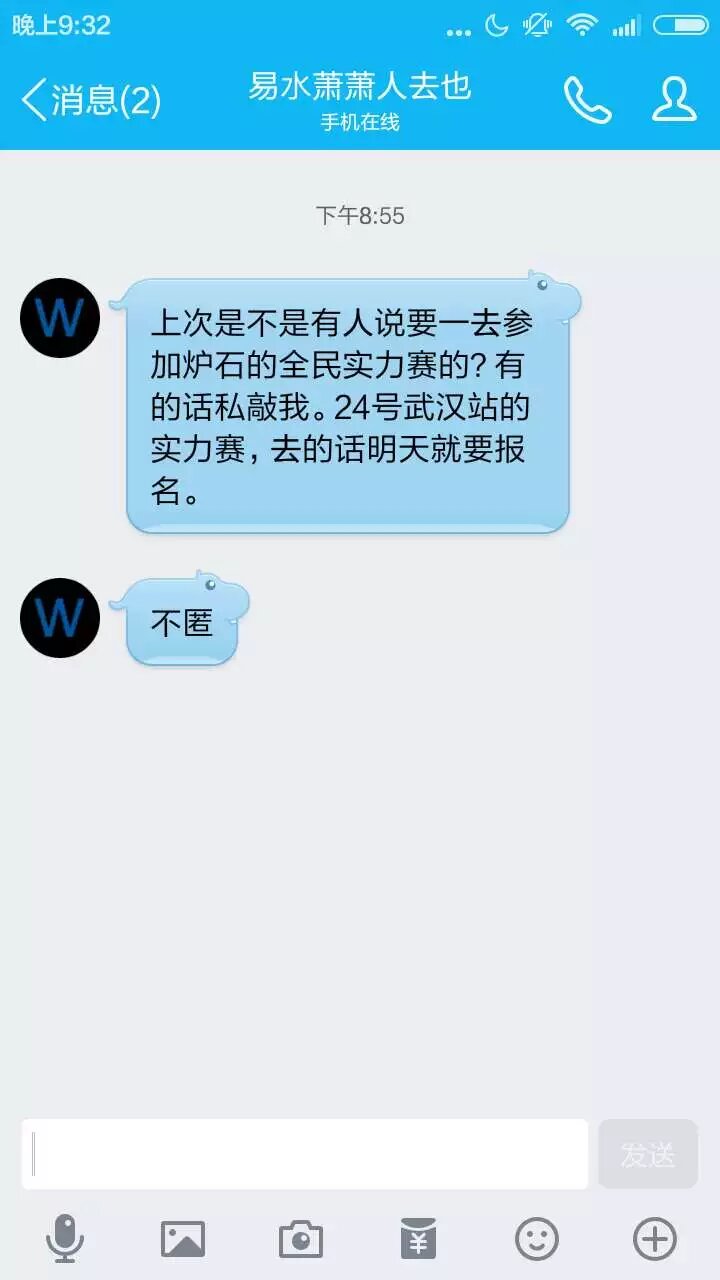 晚上9:32
消息(2)
易水萧萧人去也
手机在线
下午8:55
W
上次是不是有人说要一去参
加炉石的全民实力赛的?有
的话私敲我。24号武汉站的
实力赛,去的话明天就要报
名。
W
不匿
发送
¥